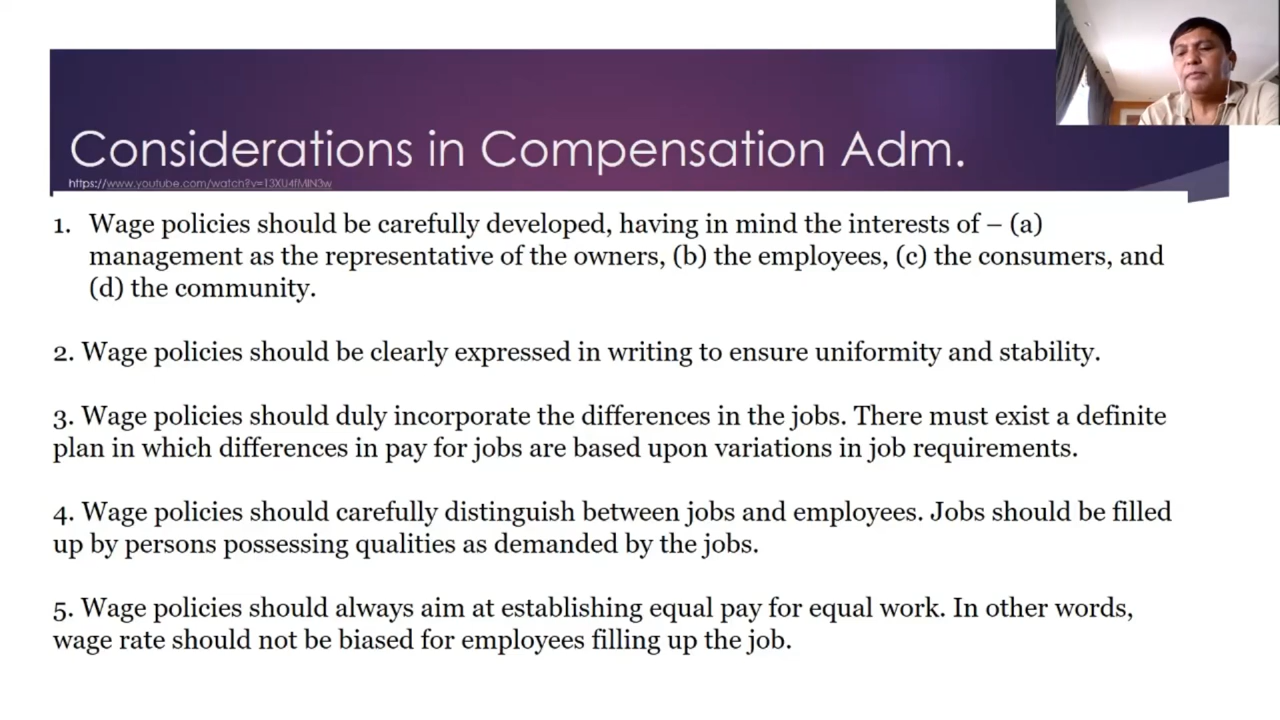 Considerations in Compensation Adm.
https://www.youtube.com/watch?v=13XU4fMIN3w
1. Wage policies should be carefully developed, having in mind the interests of – (a)
management as the representative of the owners, (b) the employees, (c) the consumers, and
(d) the community.
2. Wage policies should be clearly expressed in writing to ensure uniformity and stability.
3. Wage policies should duly incorporate the differences in the jobs. There must exist a definite
plan in which differences in pay for jobs are based upon variations in job requirements.
4. Wage policies should carefully distinguish between jobs and employees. Jobs should be filled
up by persons possessing qualities as demanded by the jobs.
5. Wage policies should always aim at establishing equal pay for equal work. In other words,
wage rate should not be biased for employees filling up the job.